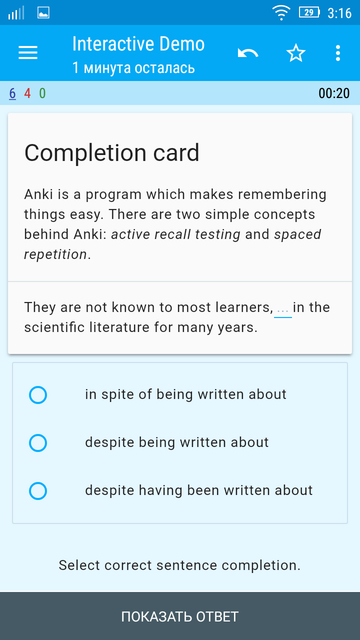 29 3:16
Interactive Demo
1 минута осталась
6 4 0 00:20
Completion card
Anki is a program which makes remembering
things easy. There are two simple concepts
behind Anki: active recall testing and spaced
repetition.
They are not known to most learners, ... in the
scientific literature for many years.
in spite of being written about
despite being written about
despite having been written about
Select correct sentence completion.
ПОКАЗАТЬ ОТВЕТ